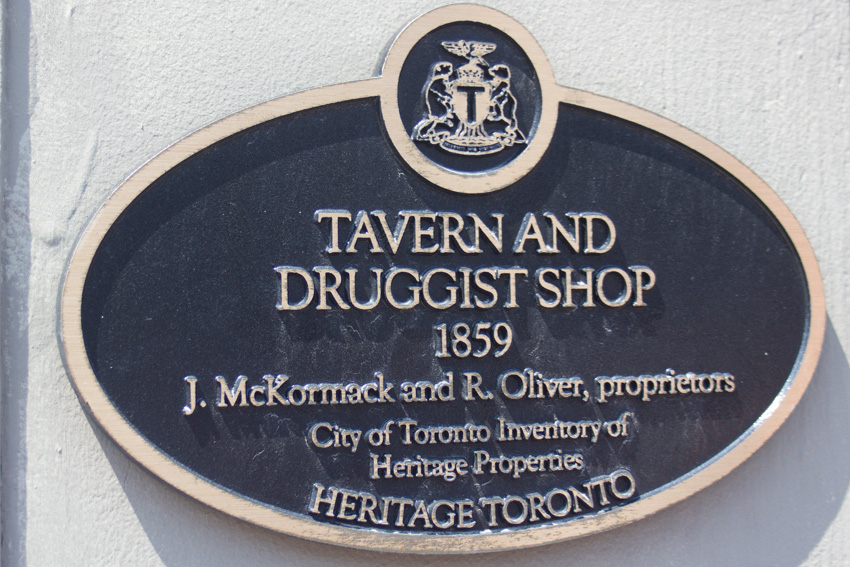 T
TAVERN AND
DRUGGIST SHOP
1859
J. McKormack and R. Oliver, proprietors
City of Toronto Inventory of
Heritage Properties
HERITAGE TORONTO